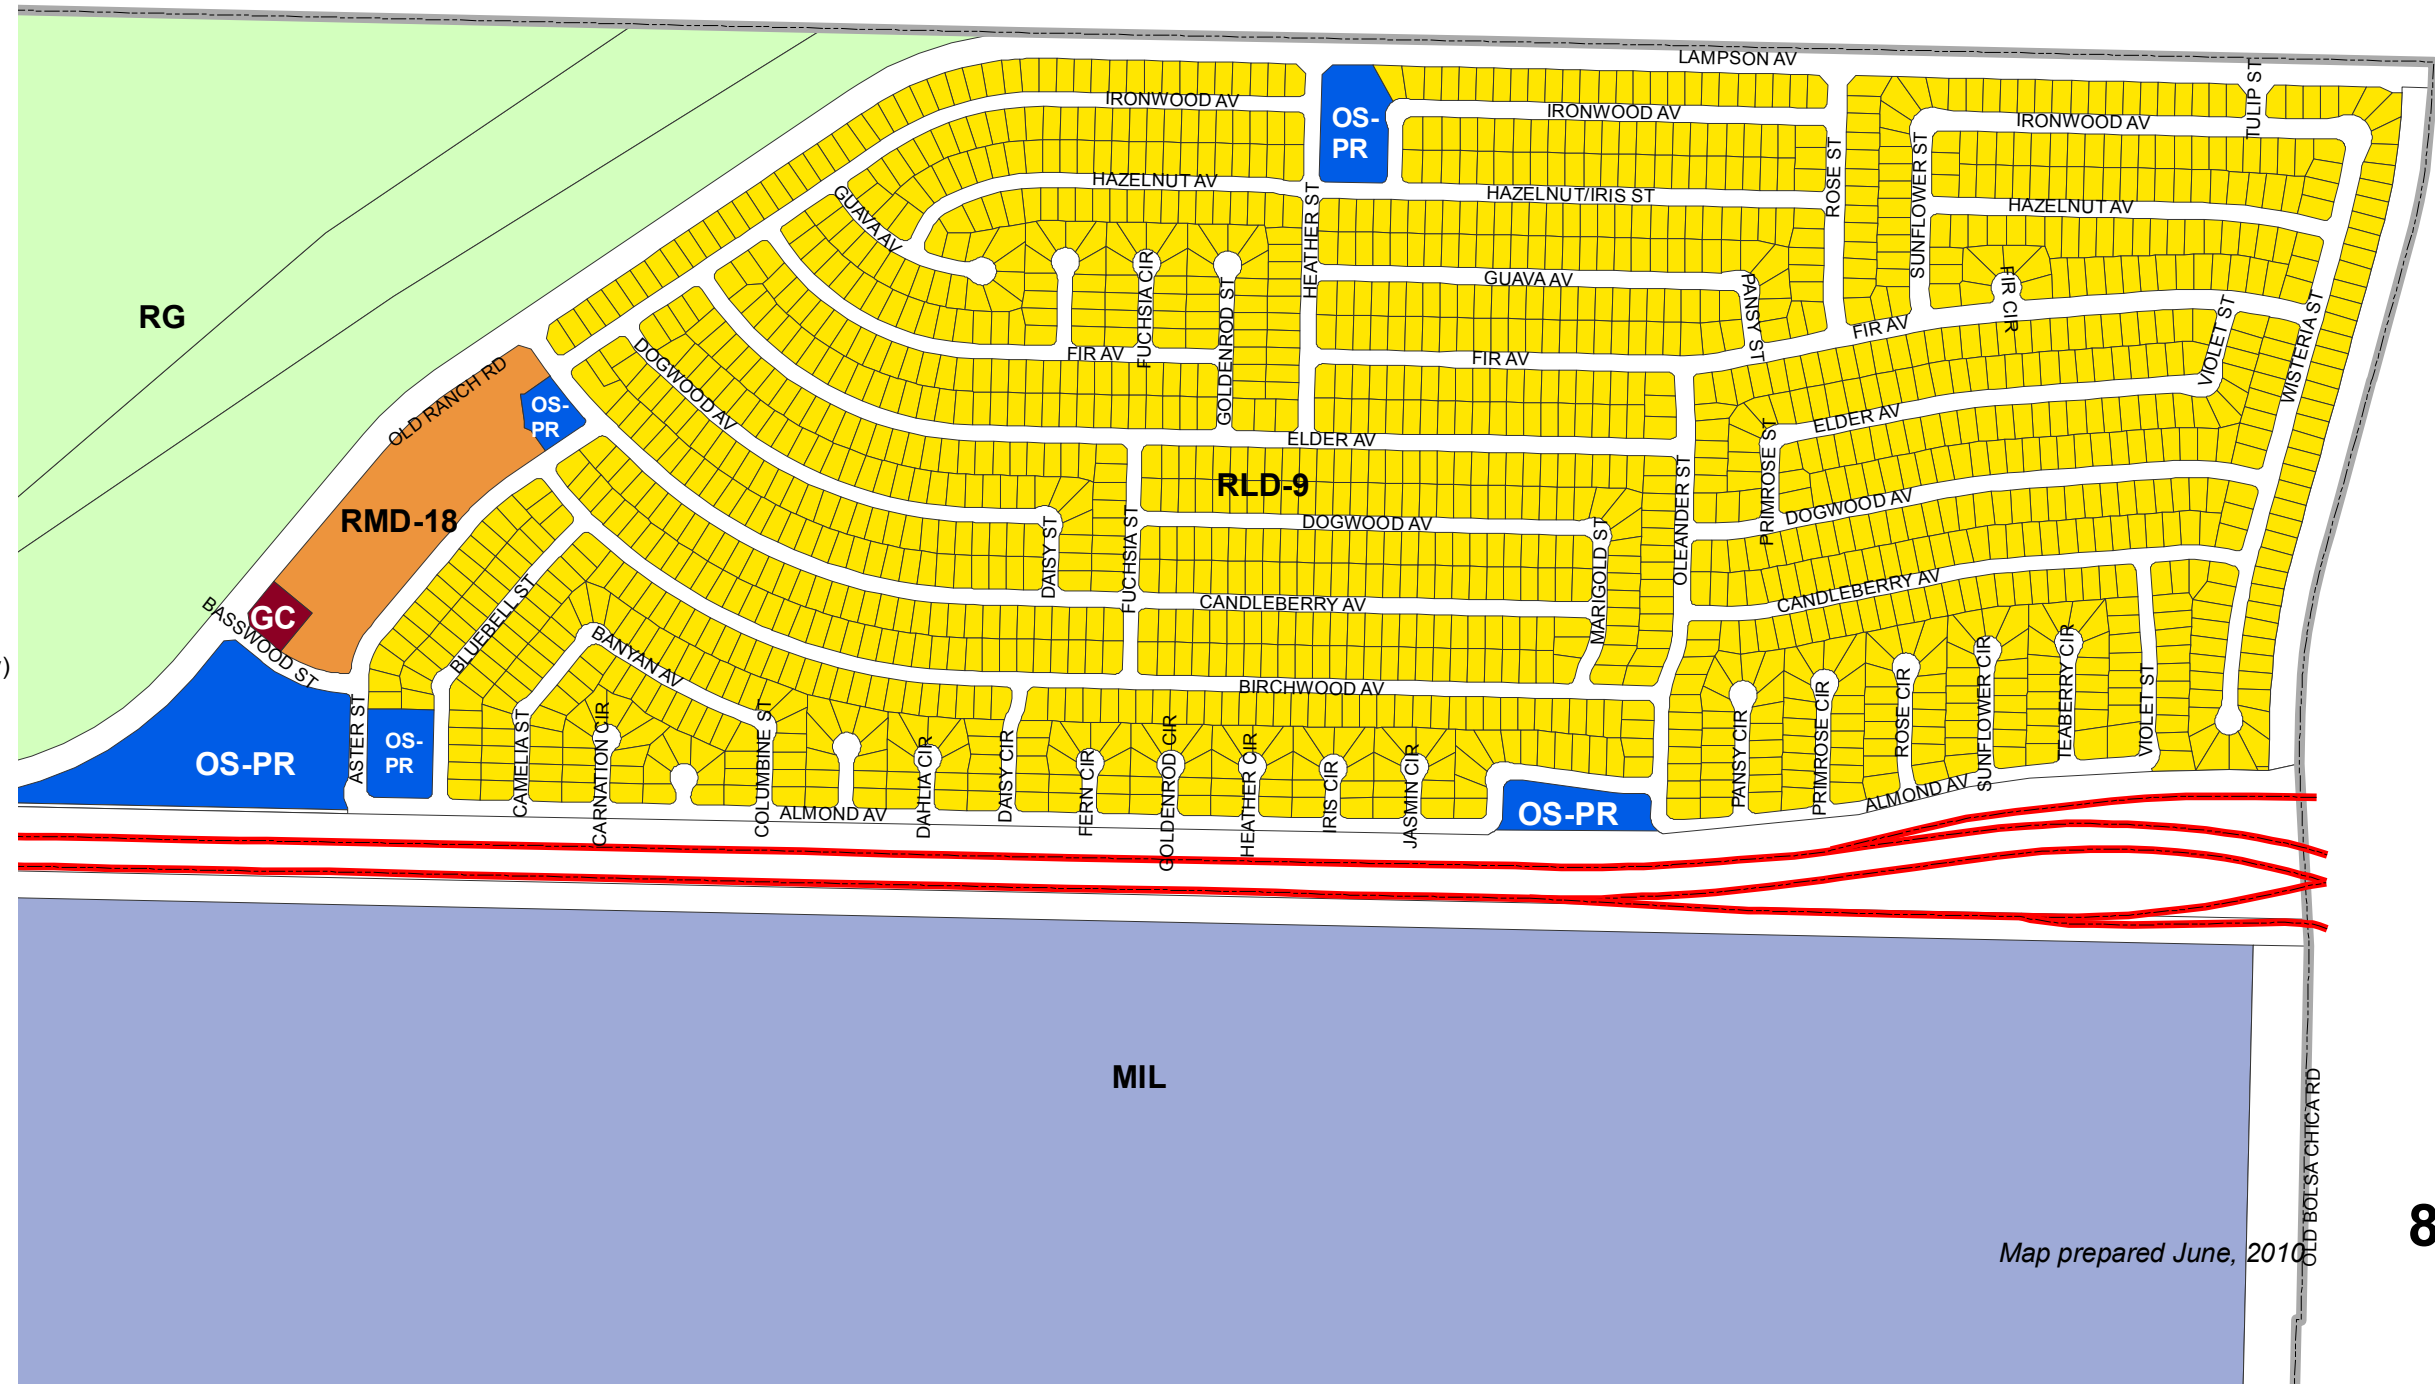 LAMPSON AV
IRONWOOD AV
IRONWOOD AV
IRONWOOD AV
TULIP ST
OS-
PR
HAZELNUT AV
HAZELNUT/IRIS ST
HAZELNUT AV
ROSE ST
SUNFLOWER ST
GUAVA AV
HEATHER ST
GUAVA AV
PANSY ST
FIR CIR
FUCHSIA CIR
GOLDENROD ST
RG
FIR AV
FIR AV
FIR AV
VIOLET ST
WISTERIA ST
DOGWOOD AV
OLD RANCH RD
OS-
PR
ELDER AV
ELDER AV
PRIMROSE ST
RLD-9
RMD-18
DOGWOOD AV
DOGWOOD AV
OLEANDER ST
DAISY ST
FUCHSIA ST
MARIGOLD ST
CANDLEBERRY AV
CANDLEBERRY AV
GC
BASSWOOD ST
BLUEBELL ST
BANYAN AV
)
BIRCHWOOD AV
ASTER ST
OS-PR
OS-
PR
CAMELIA ST
CARNATION CIR
COLUMBINE ST
DAHLIA CIR
DAISY CIR
FERN CIR
GOLDENROD CIR
HEATHER CIR
IRIS CIR
JASMIN CIR
PANSY CIR
PRIMROSE CIR
ROSE CIR
SUNFLOWER CIR
TEABERRY CIR
VIOLET ST
ALMOND AV
ALMOND AV
OS-PR
MIL
OLD BOLSA CHICA RD
8
Map prepared June, 2010